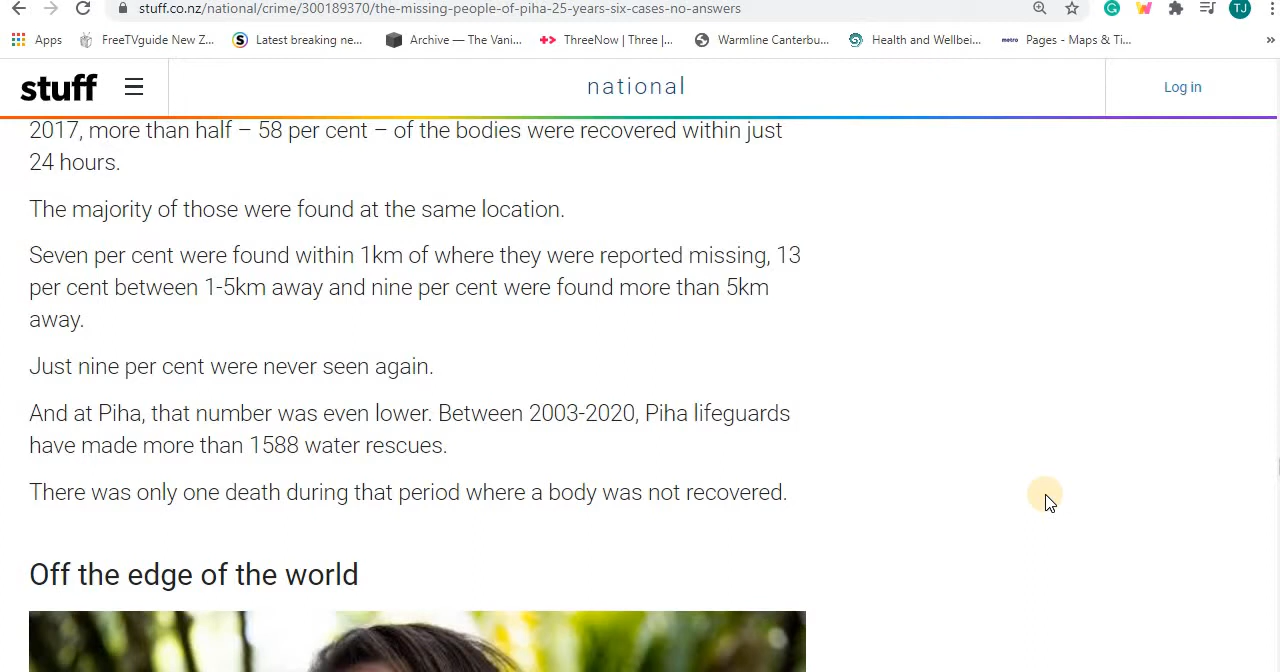 stuff.co.nz/national/crime/300189370/the-missing-people-of-piha-25-years-six-cases-no-answers
TJ
Apps FreeTVguide New Z... Latest breaking ne... Archive — The Vani... ThreeNow | Three |... Warmline Canterbu... Health and Wellbei... metro Pages - Maps & Ti... »
stuff national Log in
2017, more than half – 58 per cent – of the bodies were recovered within just
24 hours.
The majority of those were found at the same location.
Seven per cent were found within 1km of where they were reported missing, 13
per cent between 1-5km away and nine per cent were found more than 5km
away.
Just nine per cent were never seen again.
And at Piha, that number was even lower. Between 2003-2020, Piha lifeguards
have made more than 1588 water rescues.
There was only one death during that period where a body was not recovered.
Off the edge of the world